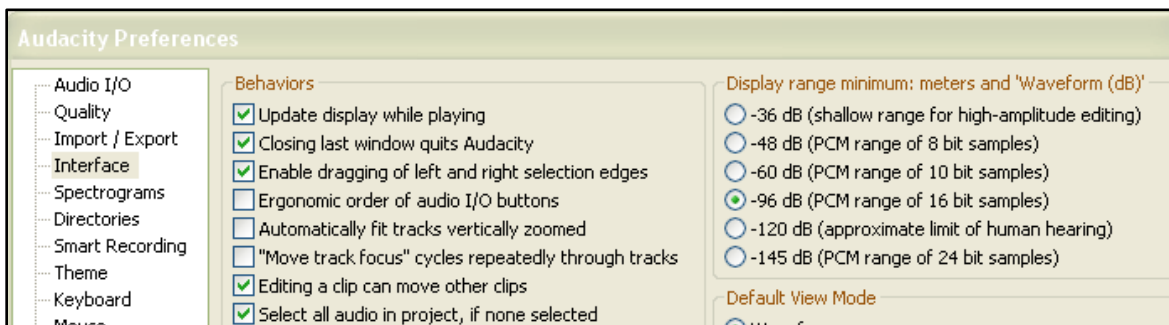 Audacity Preferences
Audio I/O
Quality
Import / Export
Interface
Spectrograms
Directories
Smart Recording
Theme
Keyboard
Mouse
Behaviors
Update display while playing
Closing last window quits Audacity
Enable dragging of left and right selection edges
Ergonomic order of audio I/O buttons
Automatically fit tracks vertically zoomed
"Move track focus" cycles repeatedly through tracks
Editing a clip can move other clips
Select all audio in project, if none selected
Display range minimum: meters and 'Waveform (dB)'
-36 dB (shallow range for high-amplitude editing)
-48 dB (PCM range of 8 bit samples)
-60 dB (PCM range of 10 bit samples)
-96 dB (PCM range of 16 bit samples)
-120 dB (approximate limit of human hearing)
-145 dB (PCM range of 24 bit samples)
Default View Mode